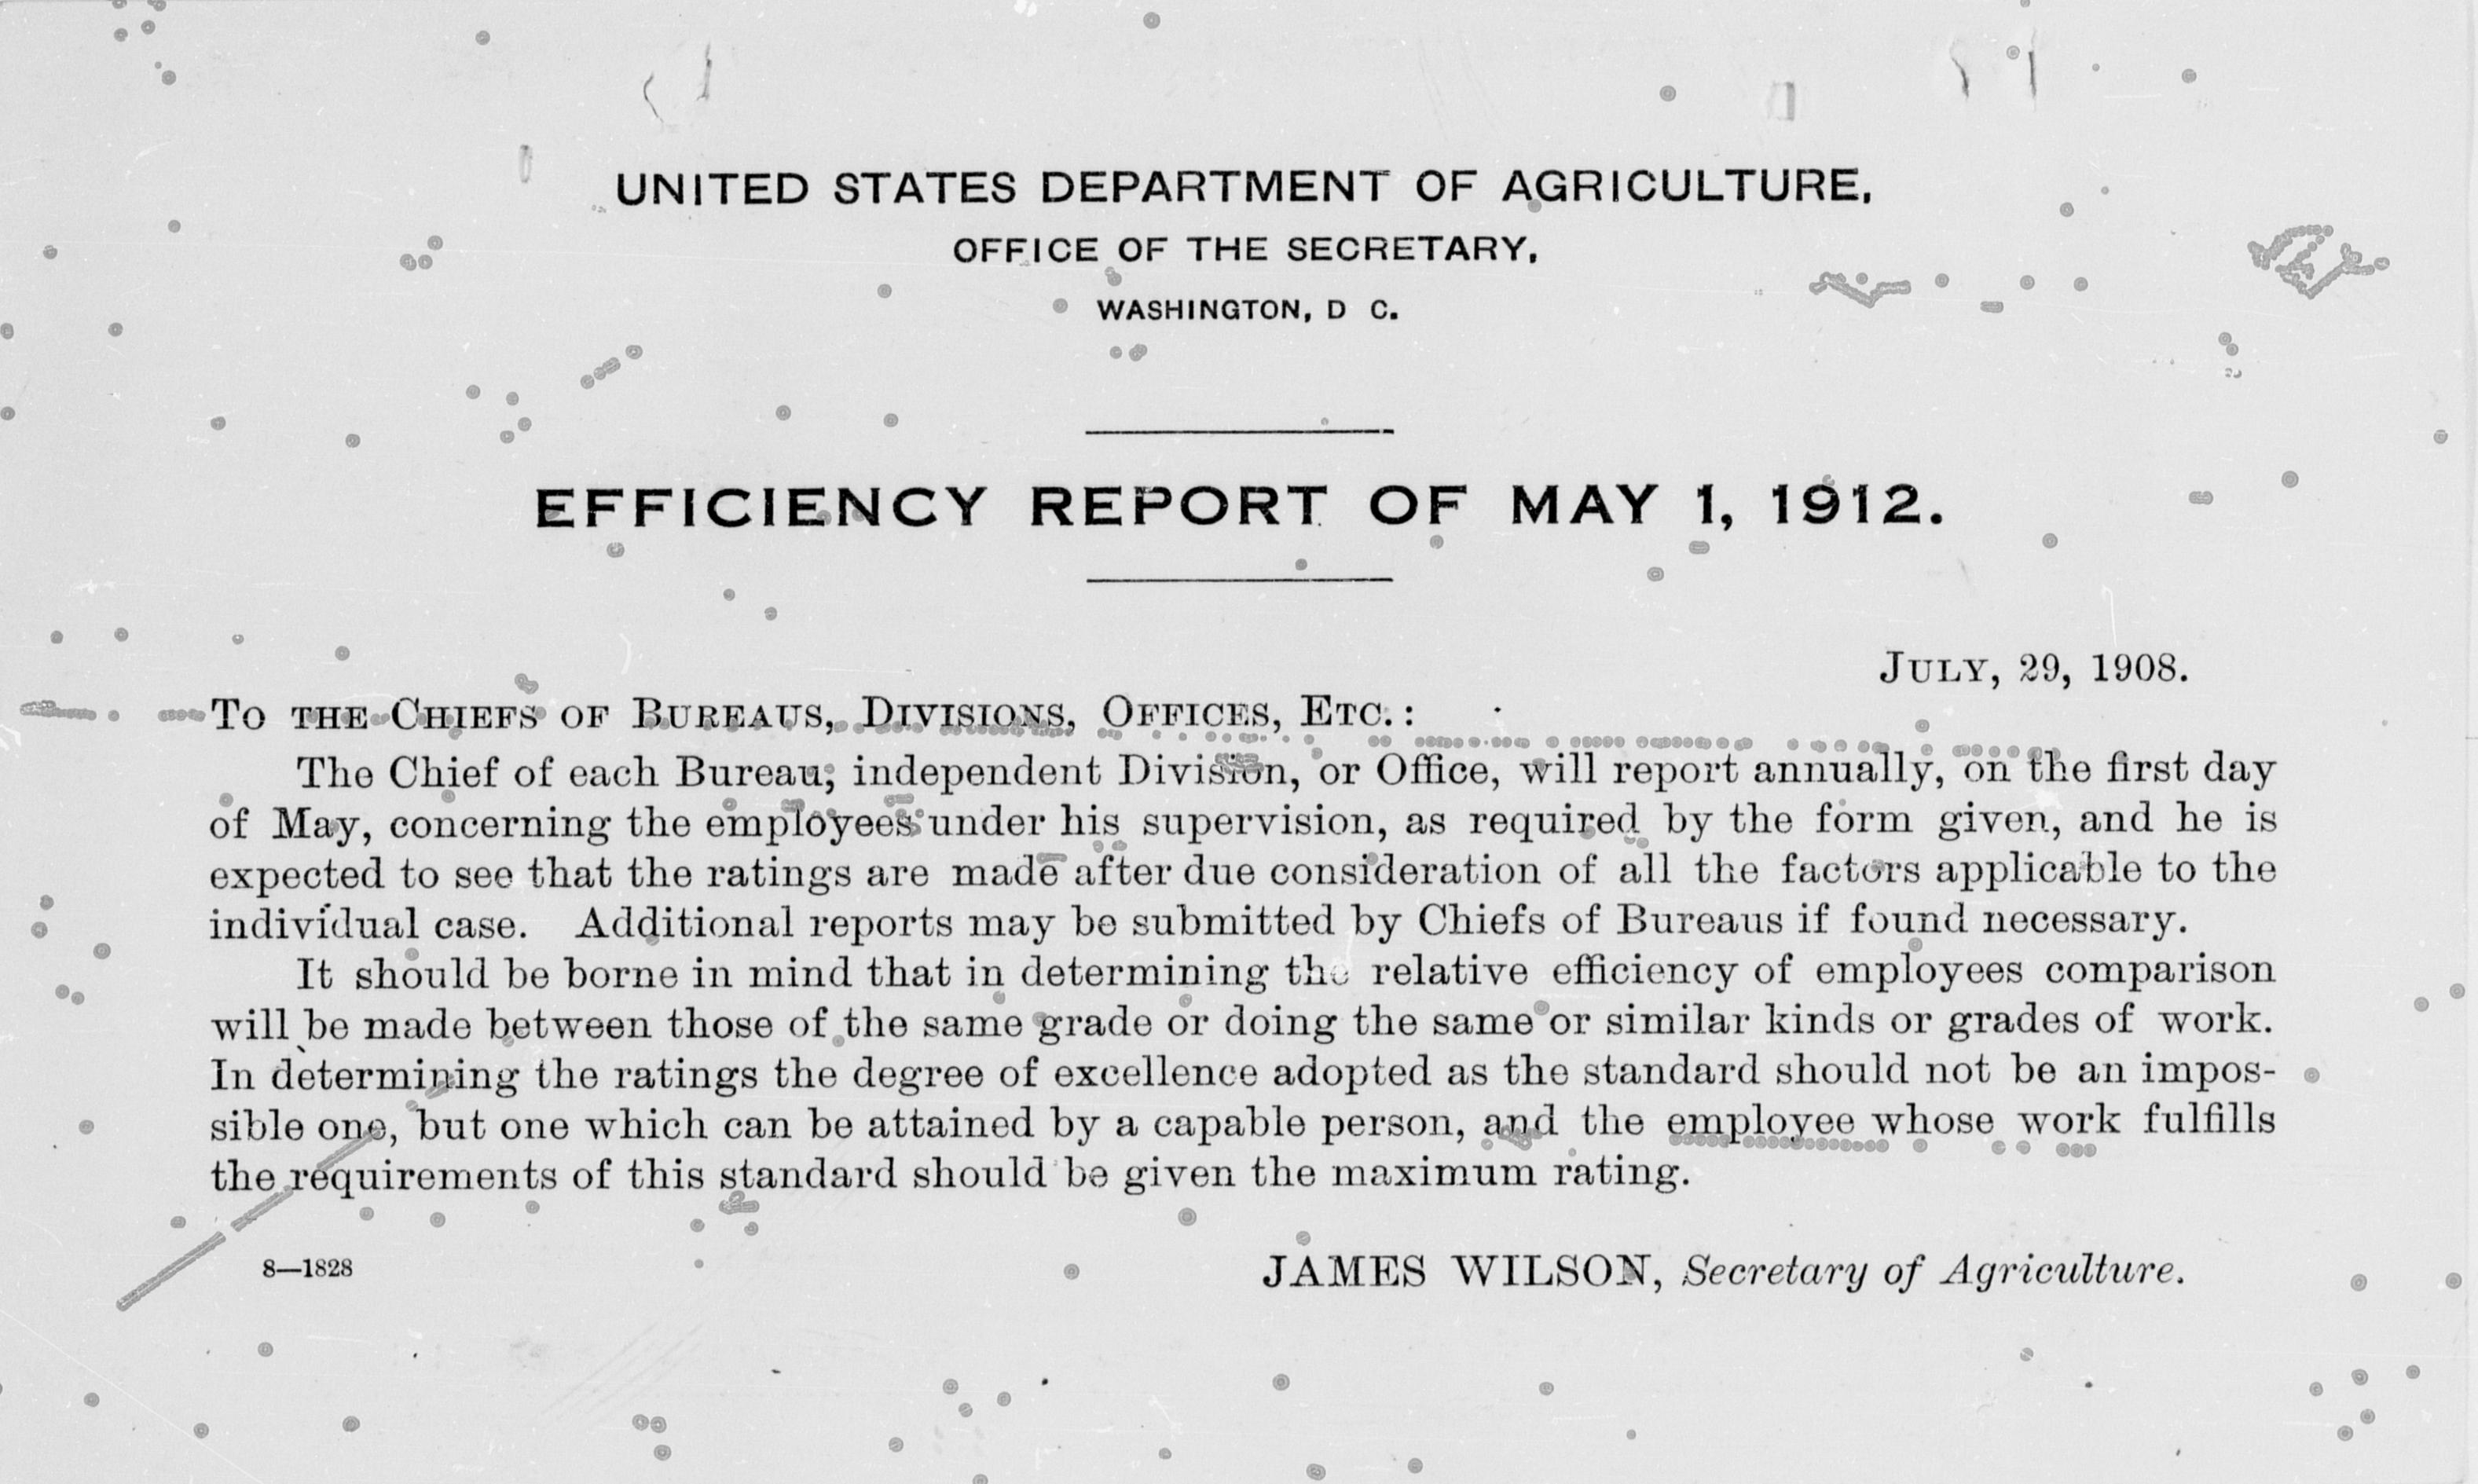 UNITED STATES DEPARTMENT OF AGRICULTURE,
OFFICE OF THE SECRETARY,
WASHINGTON, D C.
EFFICIENCY REPORT OF MAY 1, 1912.
JULY, 29, 1908.
TO THE CHIEFS OF BUREAUS, DIVISIONS, OFFICES, ETC.:
The Chief of each Bureau, independent Division, or Office, will report annually, on the first day
of May, concerning the employees under his supervision, as required by the form given, and he is
expected to see that the ratings are made after due consideration of all the factors applicable to the
individual case. Additional reports may be submitted by Chiefs of Bureaus if found necessary.
It should be borne in mind that in determining the relative efficiency of employees comparison
will be made between those of the same grade or doing the same or similar kinds or grades of work.
In determining the ratings the degree of excellence adopted as the standard should not be an impos-
sible one, but one which can be attained by a capable person, and the employee whose work fulfills
the requirements of this standard should be given the maximum rating.
JAMES WILSON, Secretary of Agriculture.
8—1828